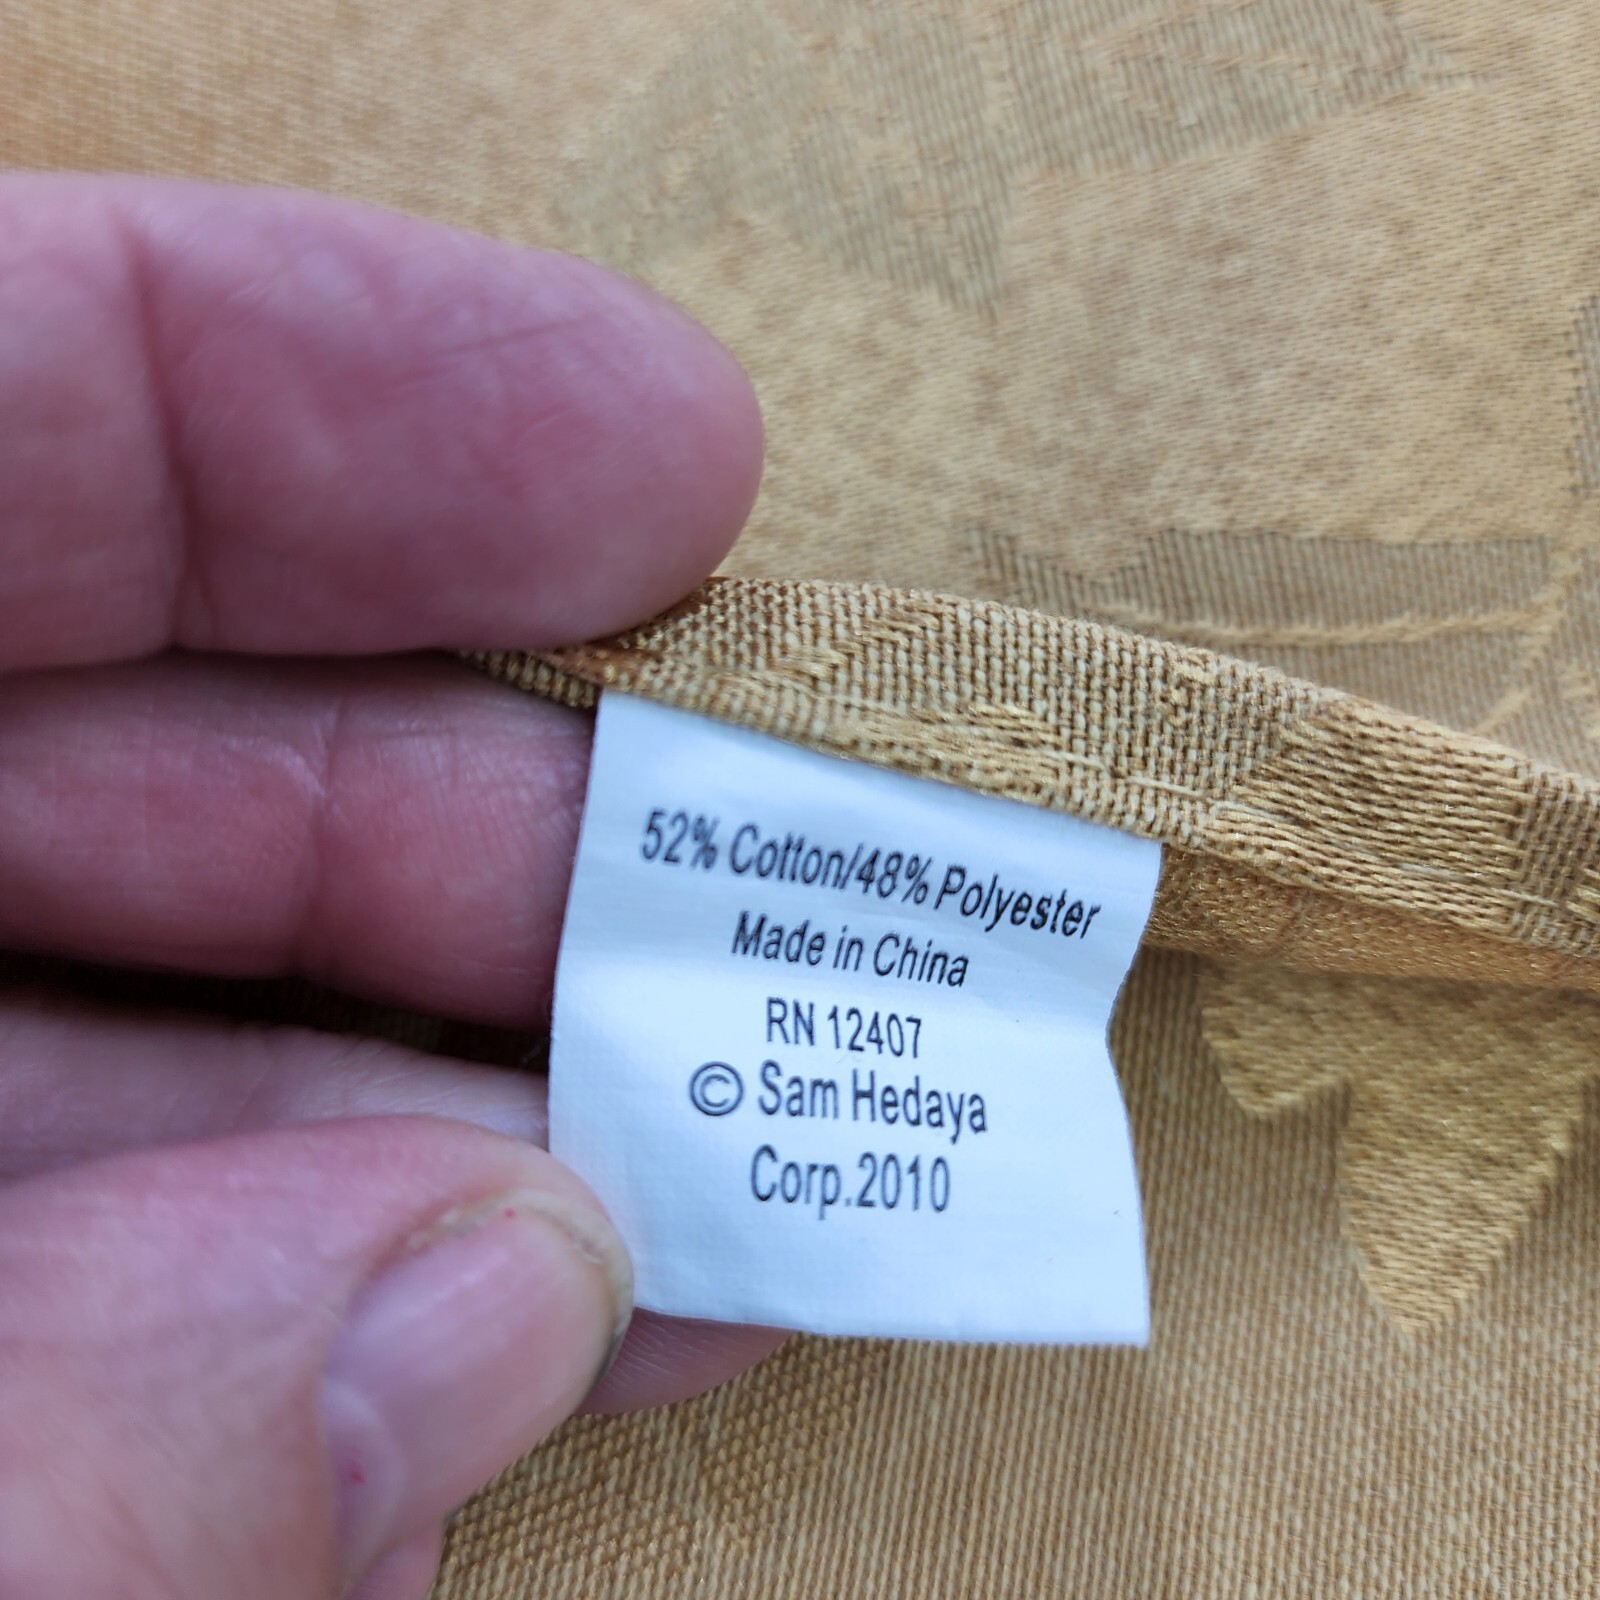 52% Cotton/48% Polyester
Made in China
RN 12407
© Sam Hedaya
Corp.2010